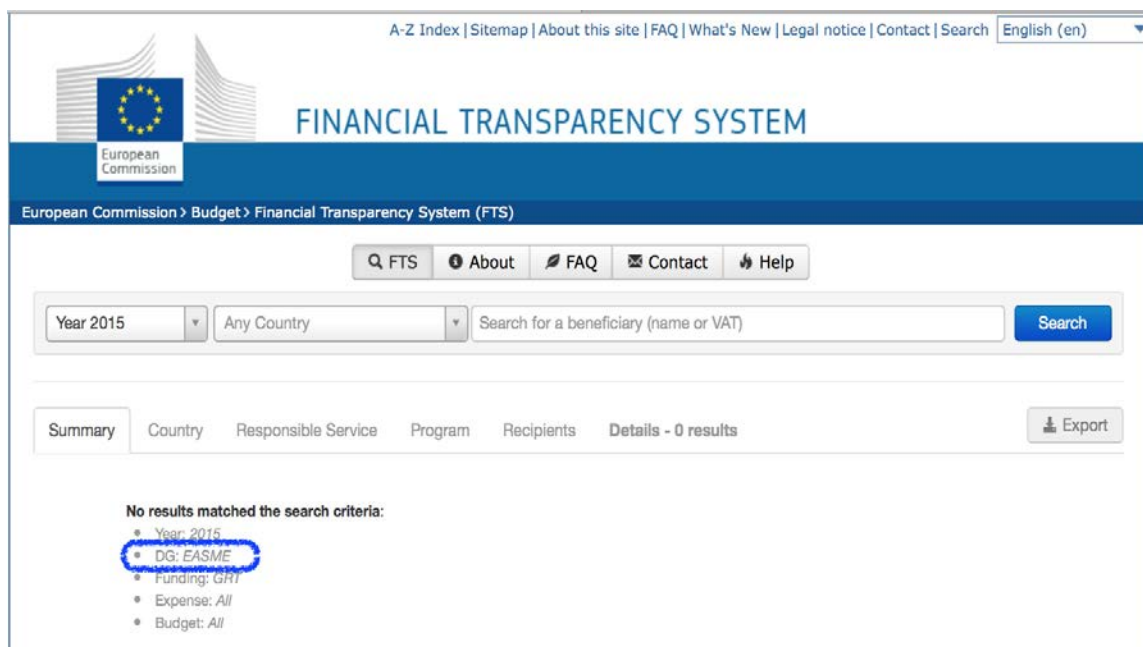 A-Z Index | Sitemap | About this site | FAQ | What's New | Legal notice | Contact | Search English (en)
European
Commission
FINANCIAL TRANSPARENCY SYSTEM
European Commission > Budget > Financial Transparency System (FTS)
FTS About FAQ Contact Help
Year 2015 Any Country Search for a beneficiary (name or VAT) Search
Summary Country Responsible Service Program Recipients Details - 0 results Export
No results matched the search criteria:
Year: 2015
DG: EASME
Funding: GRT
Expense: All
Budget: All